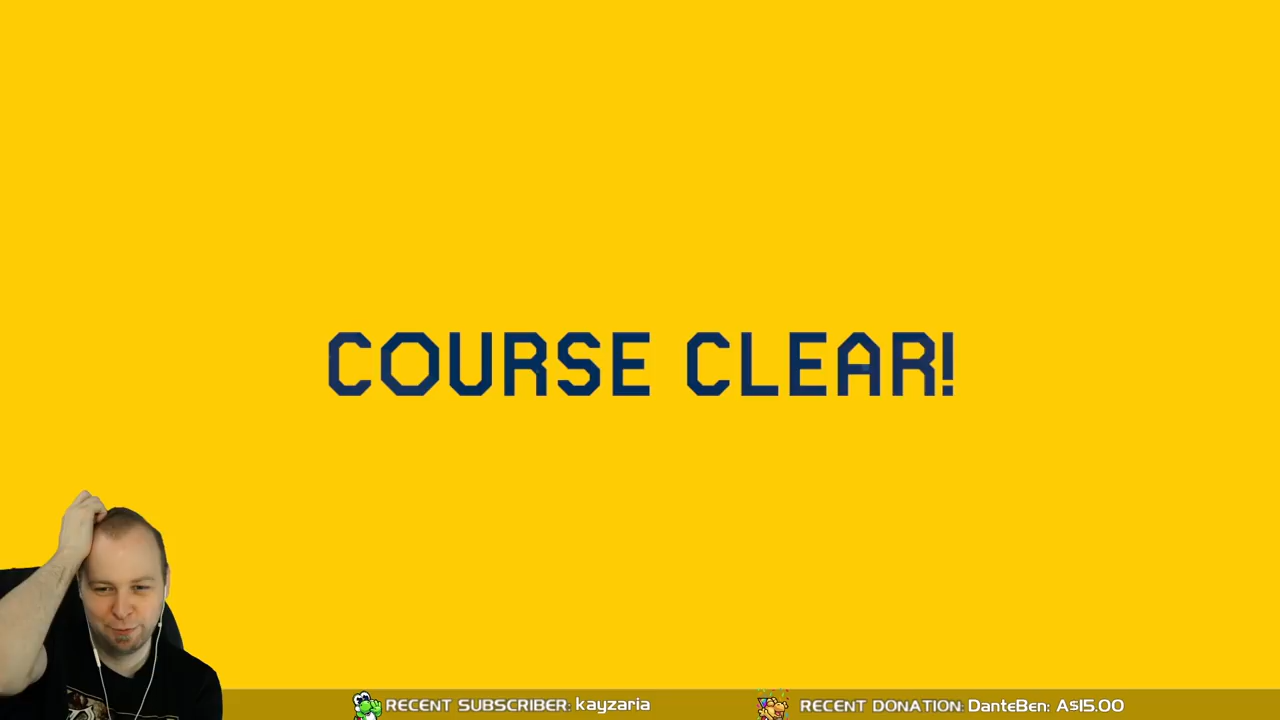 COURSE CLEAR!
RECENT SUBSCRIBER: kayzaria
RECENT DONATION: DanteBen: A$15.00